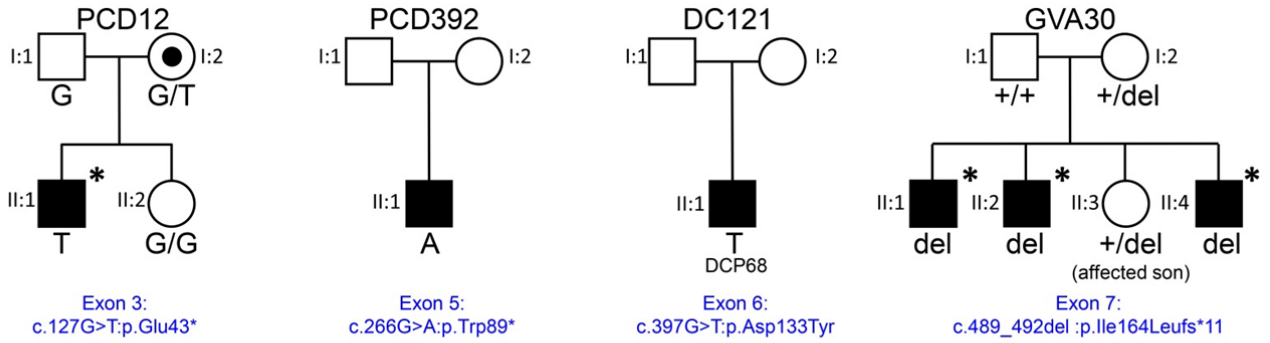 PCD12
I:1
I:2
G
G/T
*
II:1
II:2
T
G/G
Exon 3:
c.127G>T:p.Glu43*
PCD392
I:1
I:2
II:1
A
Exon 5:
c.266G>A:p.Trp89*
DC121
I:1
I:2
II:1
T
DCP68
Exon 6:
c.397G>T:p.Asp133Tyr
GVA30
I:1
I:2
+/+
+/del
*
*
*
II:1
II:2
II:3
II:4
del
del
+/del
del
(affected son)
Exon 7:
c.489_492del :p.Ile164Leufs*11